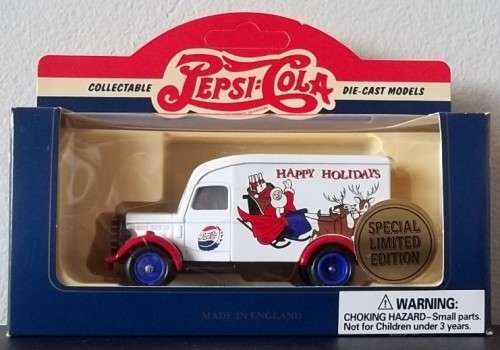 COLLECTABLE PEPSI:COLA DIE-CAST MODELS
HAPPY HOLIDAYS
SPECIAL
LIMITED
EDITION
MADE IN ENGLAND
WARNING:
CHOKING HAZARD–Small parts.
Not for Children under 3 years.